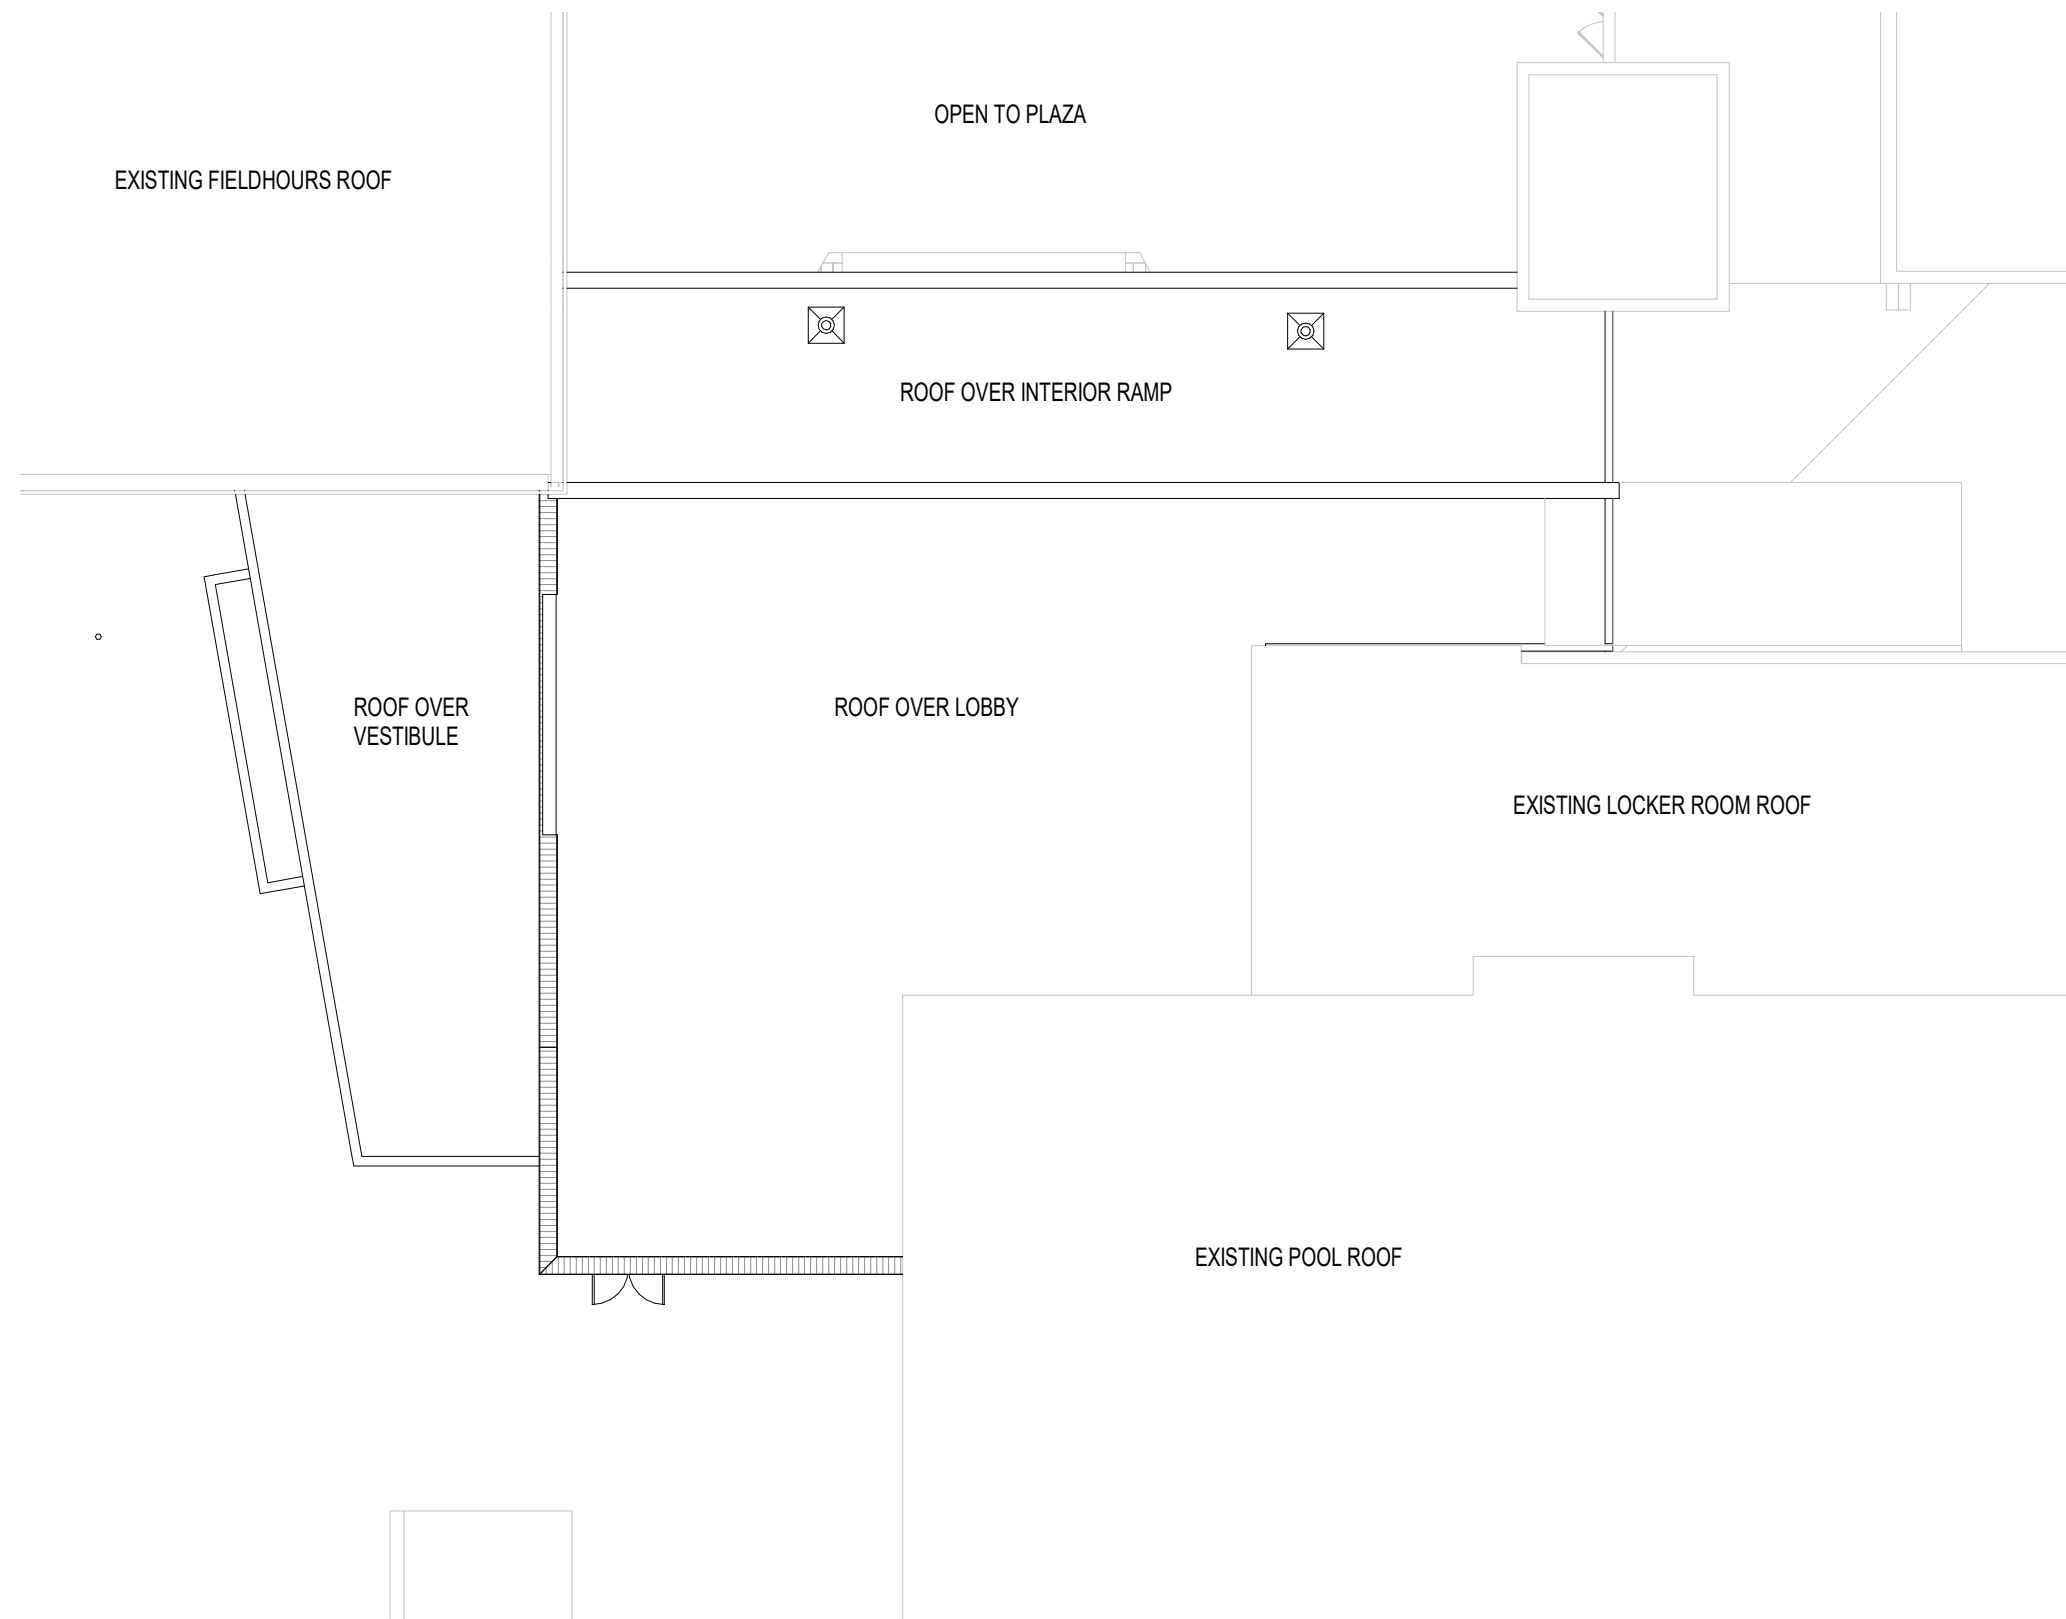 OPEN TO PLAZA
EXISTING FIELDHOURS ROOF
ROOF OVER INTERIOR RAMP
ROOF OVER
VESTIBULE
ROOF OVER LOBBY
EXISTING LOCKER ROOM ROOF
EXISTING POOL ROOF